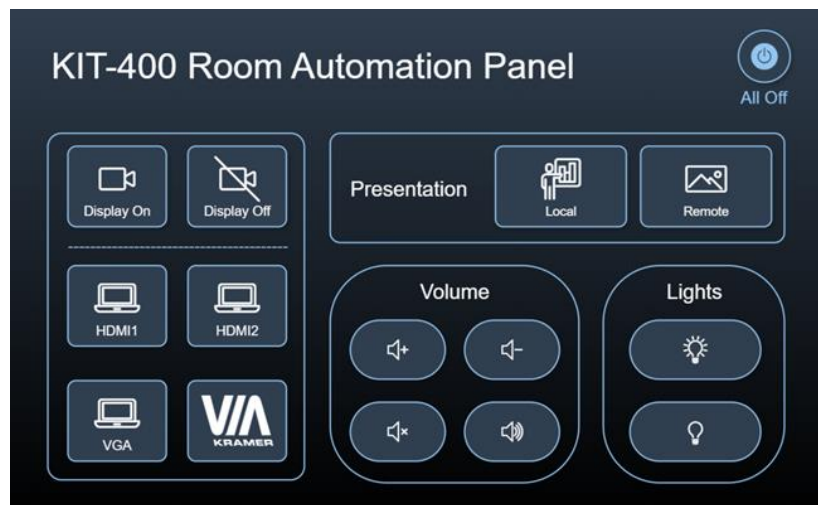 KIT-400 Room Automation Panel
All Off
Display On
Display Off
HDMI1
HDMI2
VGA
VIA
KRAMER
Presentation
Local
Remote
Volume
Lights